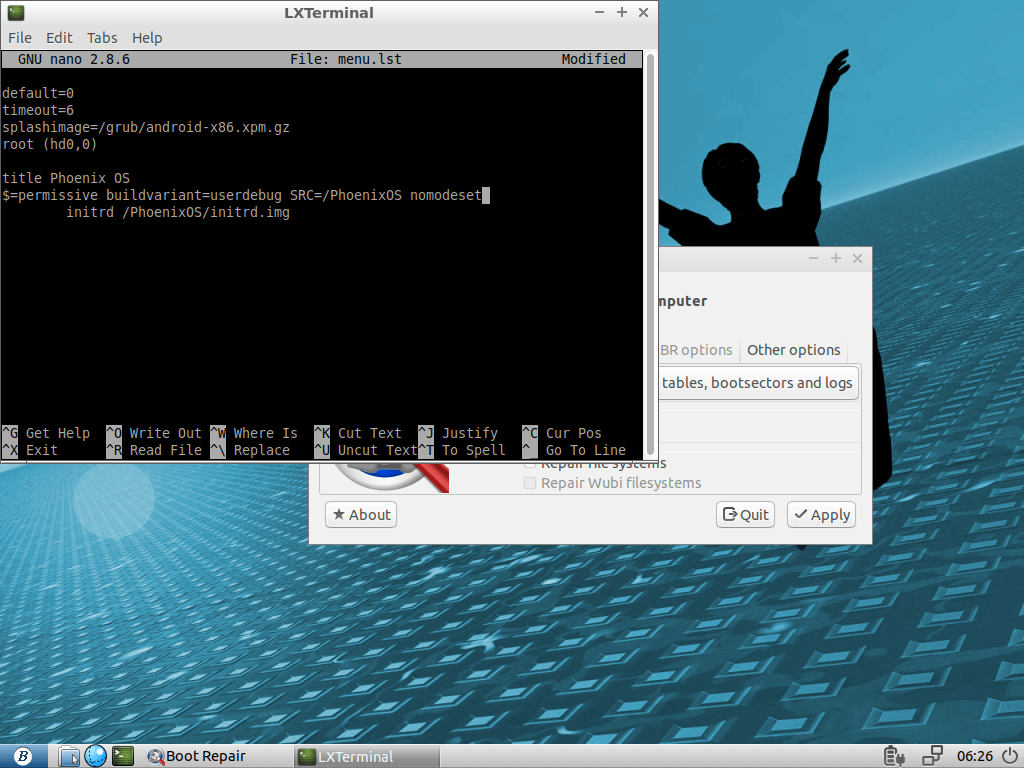 LXTerminal
File Edit Tabs Help
GNU nano 2.8.6 File: menu.lst Modified
default=0
timeout=6
splashimage=/grub/android-x86.xpm.gz
root (hd0,0)
title Phoenix OS
$=permissive buildvariant=userdebug SRC=/PhoenixOS nomodeset
initrd /PhoenixOS/initrd.img
^G Get Help ^O Write Out ^W Where Is ^K Cut Text ^J Justify ^C Cur Pos
^X Exit ^R Read File ^\ Replace ^U Uncut Text ^T To Spell ^_ Go To Line
mputer
BR options Other options
tables, bootsectors and logs
Repair file systems
Repair Wubi filesystems
About Quit Apply
B Boot Repair LXTerminal 06:26